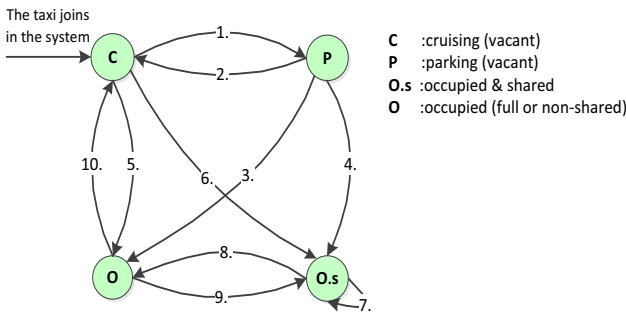 The taxi joins
in the system
C
1.
P
2.
C :cruising (vacant)
P :parking (vacant)
O.s :occupied & shared
O :occupied (full or non-shared)
10.
5.
6.
3.
4.
8.
O
O.s
9.
7.